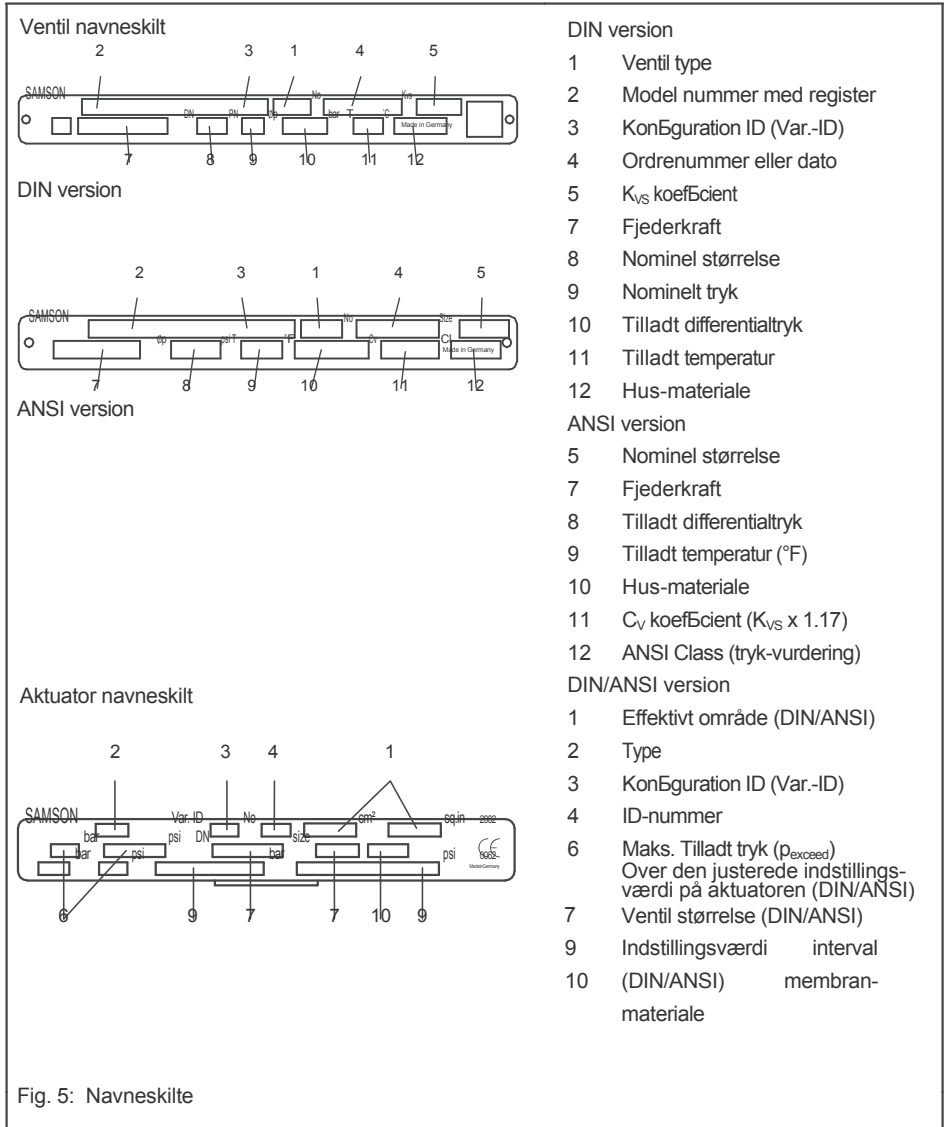 Ventil navneskilt
2 3 1 4 5
SAMSON No Kvs
DN PN Øp bar T °C
Made in Germany
7 8 9 10 11 12
DIN version
2 3 1 4 5
SAMSON No Size
Øp psi T °F Cv CL
Made in Germany
7 8 9 10 11 12
ANSI version
Aktuator navneskilt
2 3 4 1
SAMSON Var. ID No cm² sq.in 2002
bar psi DN size
bar psi bar psi 0062
Made in Germany
6 9 7 7 10 9
DIN version
1 Ventil type
2 Model nummer med register
3 KonБguration ID (Var.-ID)
4 Ordrenummer eller dato
5 KVS koefБcient
7 Fjederkraft
8 Nominel størrelse
9 Nominelt tryk
10 Tilladt differentialtryk
11 Tilladt temperatur
12 Hus-materiale
ANSI version
5 Nominel størrelse
7 Fjederkraft
8 Tilladt differentialtryk
9 Tilladt temperatur (°F)
10 Hus-materiale
11 CV koefБcient (KVS x 1.17)
12 ANSI Class (tryk-vurdering)
DIN/ANSI version
1 Effektivt område (DIN/ANSI)
2 Type
3 KonБguration ID (Var.-ID)
4 ID-nummer
6 Maks. Tilladt tryk (pexceed)
Over den justerede indstillings-
værdi på aktuatoren (DIN/ANSI)
7 Ventil størrelse (DIN/ANSI)
9 Indstillingsværdi interval
10 (DIN/ANSI) membran-
materiale
Fig. 5: Navneskilte